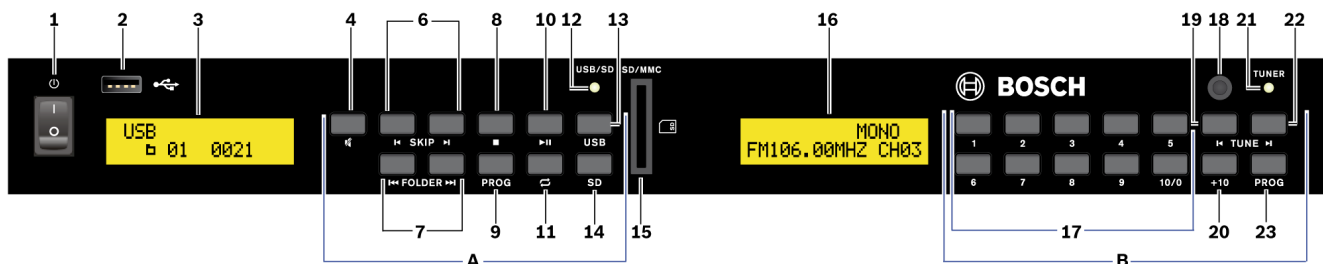 1 2 3 4 6 8 10 12 13 16 19 18 21 22
USB/SD SD/MMC TUNER
BOSCH
USB
01 0021
MONO
FM106.00MHZ CH03
SKIP USB 1 2 3 4 5 TUNE
SD
FOLDER PROG SD 6 7 8 9 10/0 +10 PROG
7 9 11 14 15 17 20 23
A B